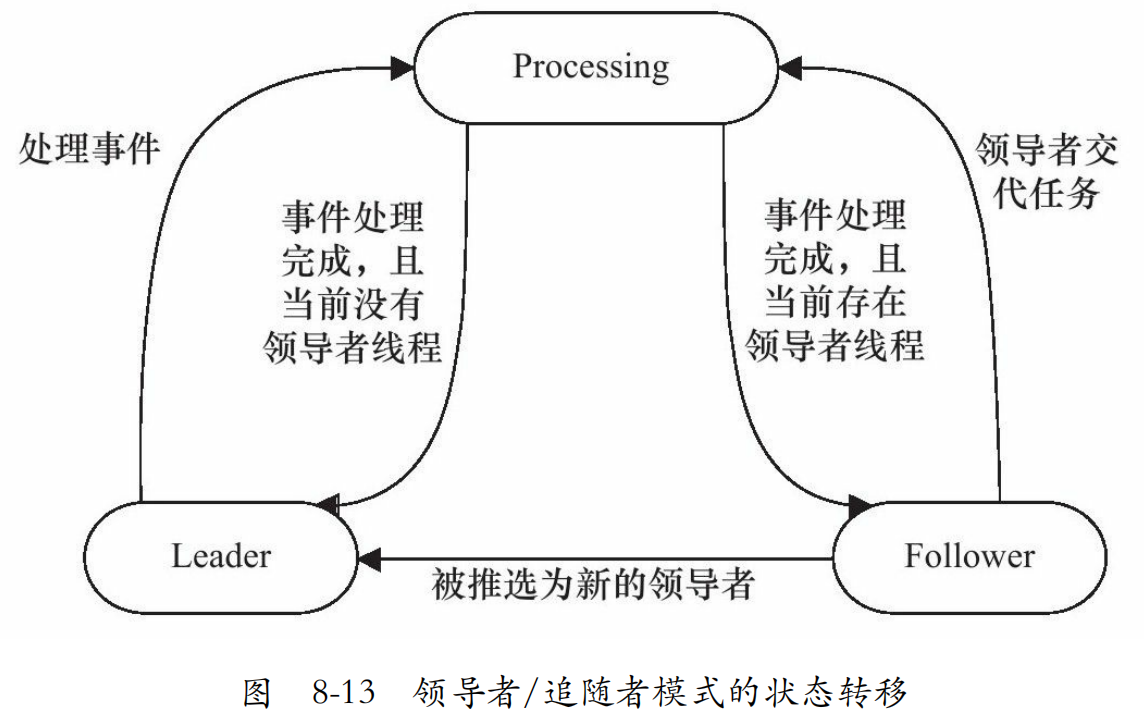 Processing
处理事件
领导者交
代任务
事件处理
完成，且
当前没有
领导者线程
事件处理
完成，且
当前存在
领导者线程
Leader
Follower
被推选为新的领导者
图 8-13 领导者/追随者模式的状态转移